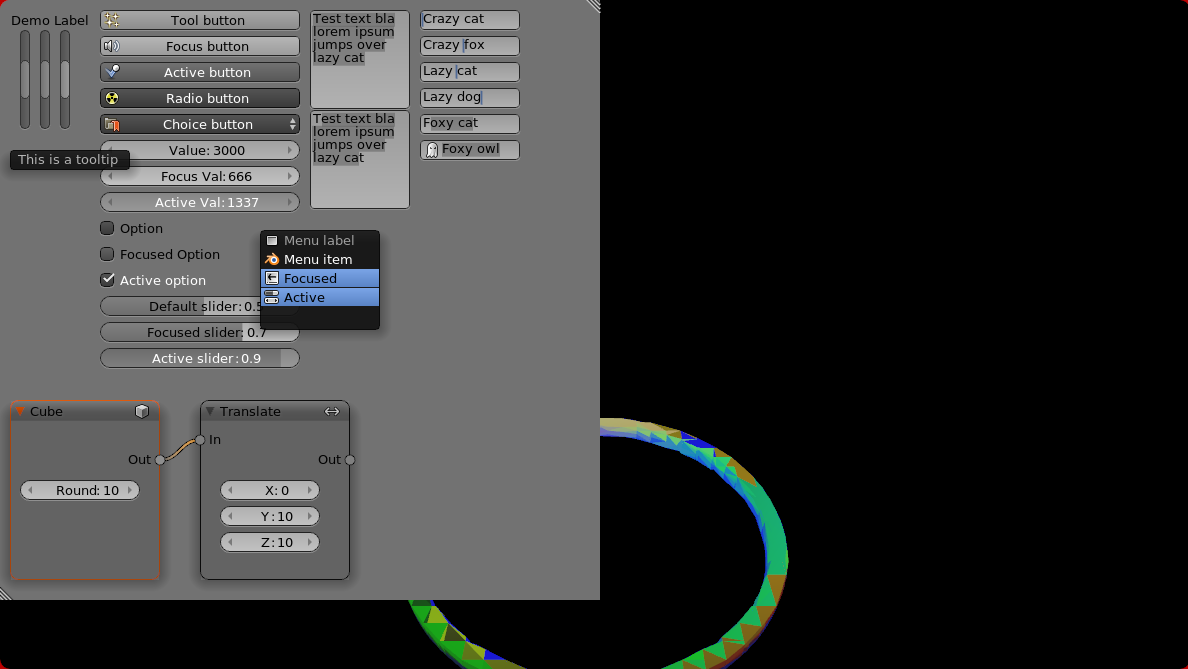 Demo Label
Tool button
Focus button
Active button
Radio button
Choice button
Value: 3000
This is a tooltip
Focus Val:666
Active Val:1337
Option
Focused Option
Active option
Default slider:0.5
Focused slider:0.7
Active slider:0.9
Test text bla
lorem ipsum
jumps over
lazy cat
Test text bla
lorem ipsum
jumps over
lazy cat
Crazy cat
Crazy fox
Lazy cat
Lazy dog
Foxy cat
Foxy owl
Menu label
Menu item
Focused
Active
Cube
Out
Round: 10
Translate
In
Out
X: 0
Y: 10
Z: 10